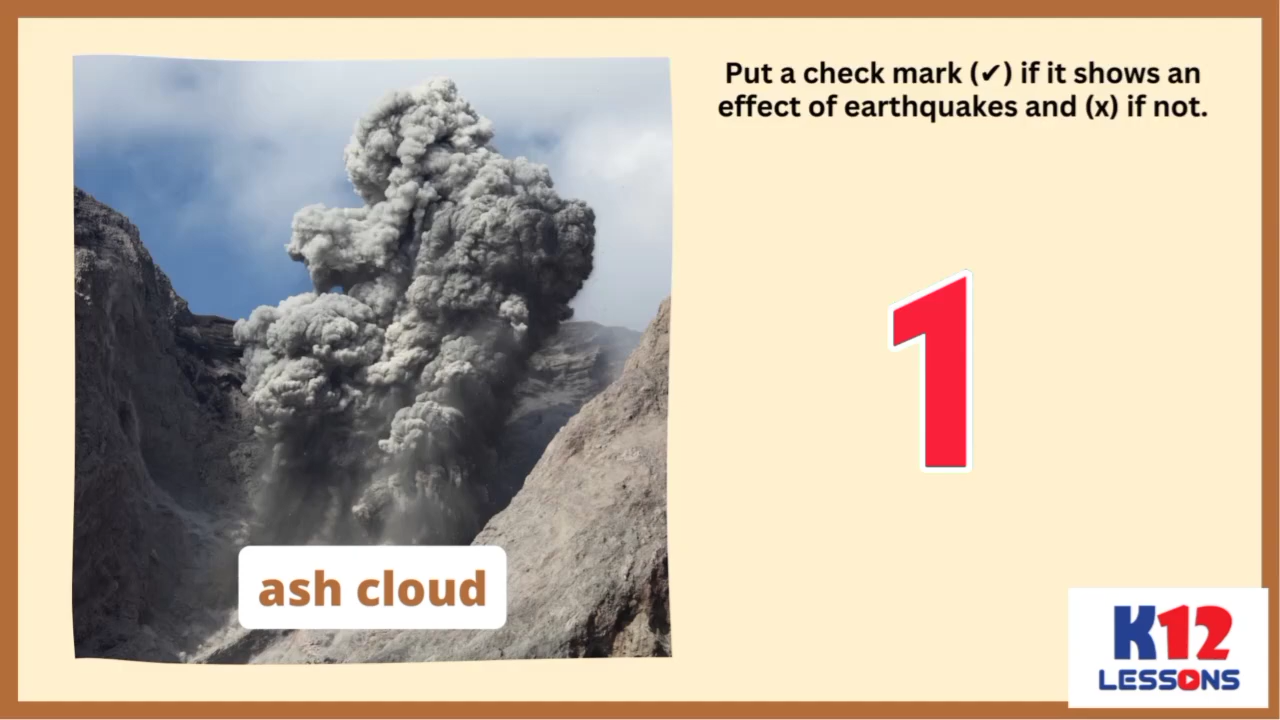 Put a check mark (✔) if it shows an
effect of earthquakes and (x) if not.
1
ash cloud
K12
LESSONS